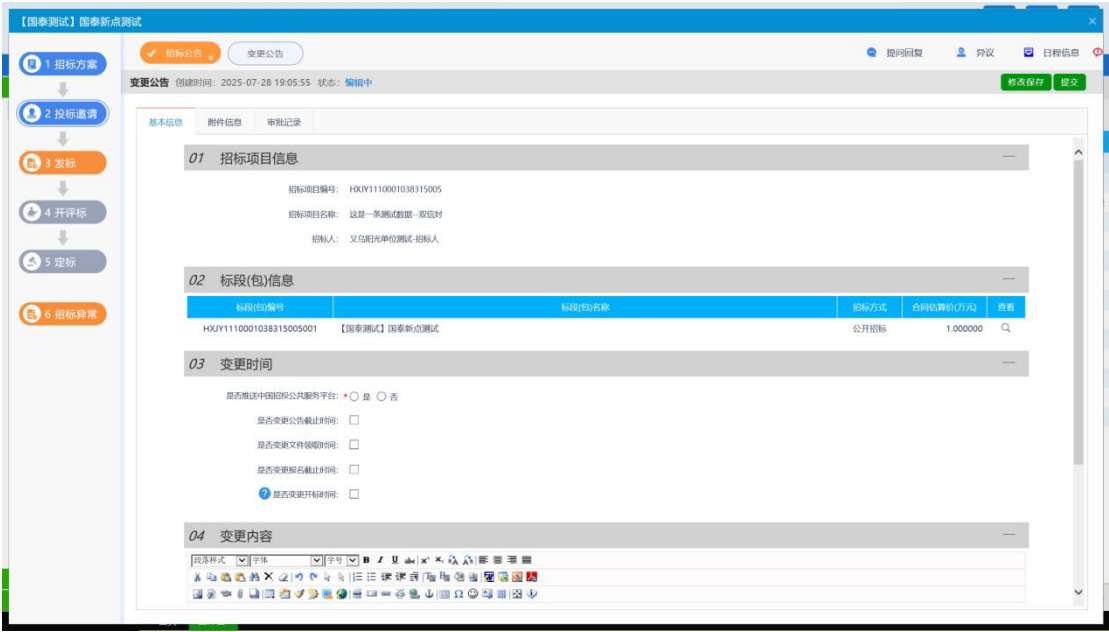 【国泰测试】国泰新点测试
1 招标方案
2 投标邀请
3 发标
4 开评标
5 定标
6 招标异常
招标公告
变更公告
提问回复
异议
日程信息
变更公告 创建时间：2025-07-28 19:05:55 状态：编辑中
修改保存 提交
基本信息 附件信息 审批记录
01 招标项目信息
招标项目编号： HXJY1110001038315005
招标项目名称： 这是一条测试数据--双信封
招标人： 义乌阳光单位测试-招标人
02 标段(包)信息
标段(包)编号 标段(包)名称 招标方式 合同估算价(万元) 查看
HXJY1110001038315005001 【国泰测试】国泰新点测试 公开招标 1.000000
03 变更时间
是否推送中国招投公共服务平台： * 是 否
是否变更公告截止时间：
是否变更文件领取时间：
是否变更报名截止时间：
是否变更开标时间：
04 变更内容
段落样式 字体 字号